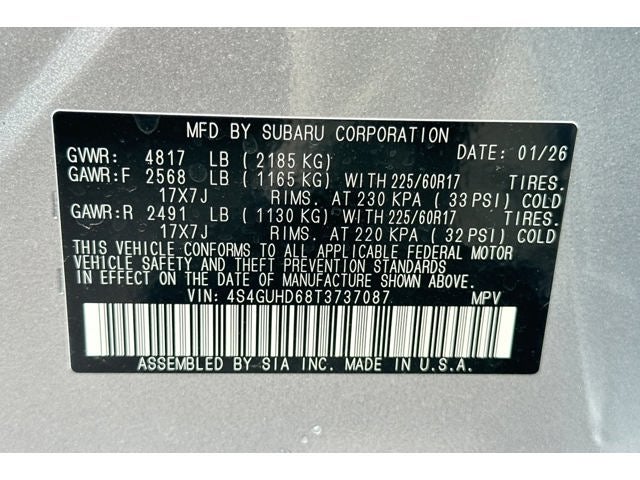 MFD BY SUBARU CORPORATION
GVWR: 4817 LB (2185 KG) DATE: 01/26
GAWR:F 2568 LB (1165 KG) WITH 225/60R17 TIRES.
17X7J RIMS. AT 230 KPA (33 PSI) COLD
GAWR:R 2491 LB (1130 KG) WITH 225/60R17 TIRES.
17X7J RIMS. AT 220 KPA (32 PSI) COLD
THIS VEHICLE CONFORMS TO ALL APPLICABLE FEDERAL MOTOR
VEHICLE SAFETY AND THEFT PREVENTION STANDARDS
IN EFFECT ON THE DATE OF MANUFACTURE SHOWN ABOVE.
VIN: 4S4GUHD68T3737087 MPV
ASSEMBLED BY SIA INC. MADE IN U.S.A.